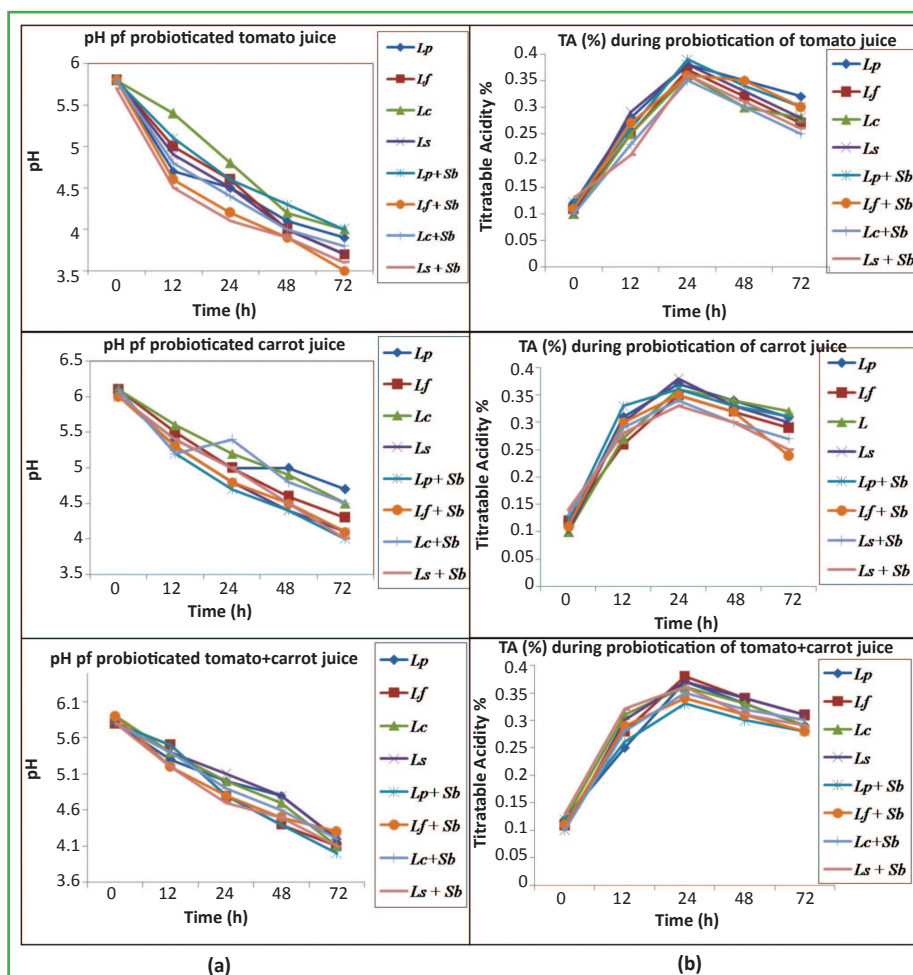 pH pf probioticated tomato juice
6
5.5
5
4.5
4
3.5
pH
0 12 24 48 72
Time (h)
Lp
Lf
Lc
Ls
Lp+ Sb
Lf + Sb
Lc+Sb
Ls + Sb
TA (%) during probiotication of tomato juice
0.4
0.35
0.3
0.25
0.2
0.15
0.1
0.05
0
Titratable Acidity %
0 12 24 48 72
Time (h)
Lp
Lf
Lc
Ls
Lp+ Sb
Lf + Sb
Lc+Sb
Ls + Sb
pH pf probioticated carrot juice
6.5
6
5.5
5
4.5
4
3.5
pH
0 12 24 48 72
Time (h)
Lp
Lf
Lc
Ls
Lp+ Sb
Lf + Sb
Lc+Sb
Ls + Sb
TA (%) during probiotication of carrot juice
0.4
0.35
0.3
0.25
0.2
0.15
0.1
0.05
0
Titratable Acidity %
0 12 24 48 72
Time (h)
Lp
Lf
L
Ls
Lp+ Sb
Lf + Sb
Ls+Sb
Ls + Sb
pH pf probioticated tomato+carrot juice
6.1
5.6
5.1
4.6
4.1
3.6
pH
0 12 24 48 72
Time (h)
Lp
Lf
Lc
Ls
Lp+ Sb
Lf + Sb
Lc+Sb
Ls + Sb
TA (%) during probiotication of tomato+carrot juice
0.4
0.35
0.3
0.25
0.2
0.15
0.1
0.05
0
Titratable Acidity %
0 12 24 48 72
Time (h)
Lp
Lf
Lc
Ls
Lp+ Sb
Lf + Sb
Lc+Sb
Ls + Sb
(a)
(b)